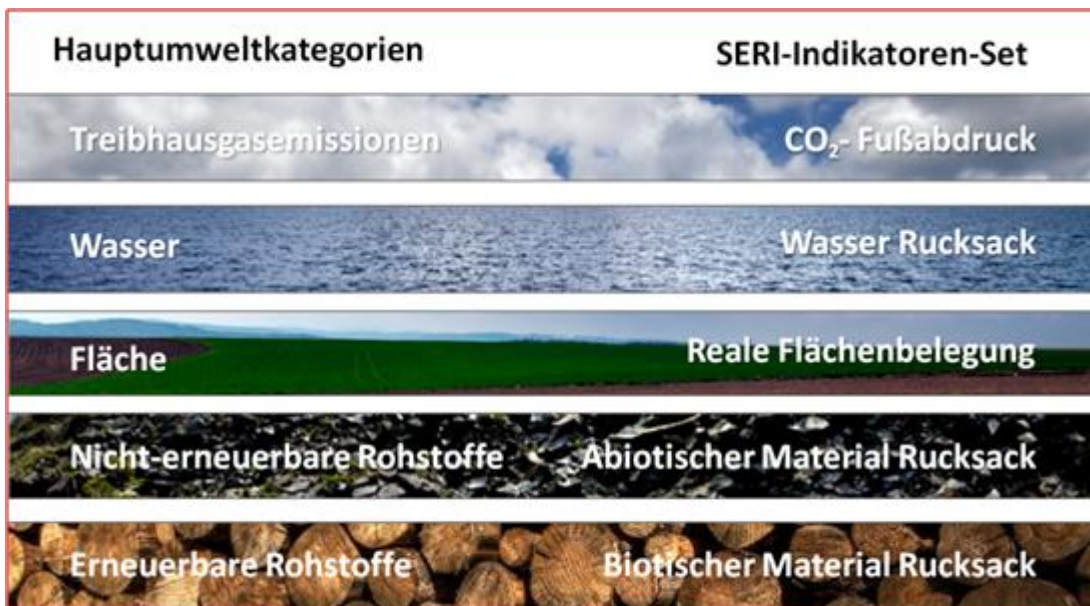 Hauptumweltkategorien SERI-Indikatoren-Set
Treibhausgasemissionen CO₂- Fußabdruck
Wasser Wasser Rucksack
Fläche Reale Flächenbelegung
Nicht-erneuerbare Rohstoffe Abiotischer Material Rucksack
Erneuerbare Rohstoffe Biotischer Material Rucksack